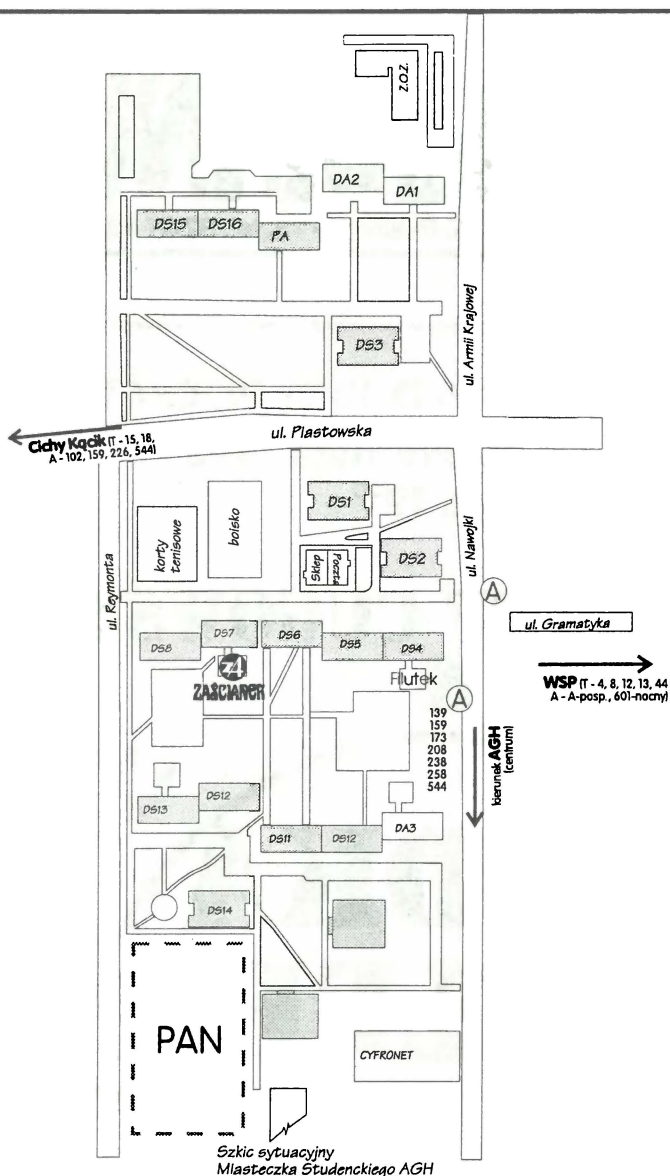 Z.O.Z.
DA2
DA1
DS15
DS16
FA
ul. Armii Krajowej
DS3
ul. Piastowska
Cichy Kącik (T - 15, 18,
A - 102, 159, 226, 544)
DS1
korty
tenisowe
boisko
Sklep
Poczta
DS2
ul. Nawojki
ul. Reymonta
A
ul. Gramatyka
DS8
DS7
DS6
DS5
DS4
ZAŚCIANEK
Filutek
WSP (T - 4, 8, 12, 13, 44
A - A-posp., 601-nocny)
A
139
159
173
208
238
258
544
kierunek AGH
(centrum)
DS13
DS12
DS11
DS12
DA3
DS14
PAN
CYFRONET
Szkic sytuacyjny
Miasteczka Studenckiego AGH